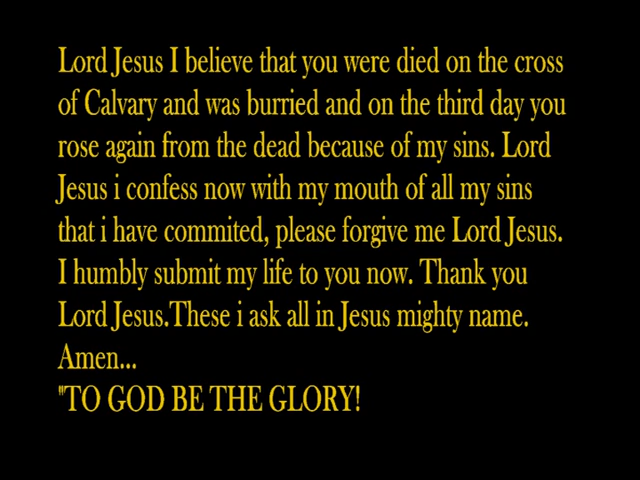 Lord Jesus I believe that you were died on the cross
of Calvary and was burried and on the third day you
rose again from the dead because of my sins. Lord
Jesus i confess now with my mouth of all my sins
that i have commited, please forgive me Lord Jesus.
I humbly submit my life to you now. Thank you
Lord Jesus.These i ask all in Jesus mighty name.
Amen...
"TO GOD BE THE GLORY!